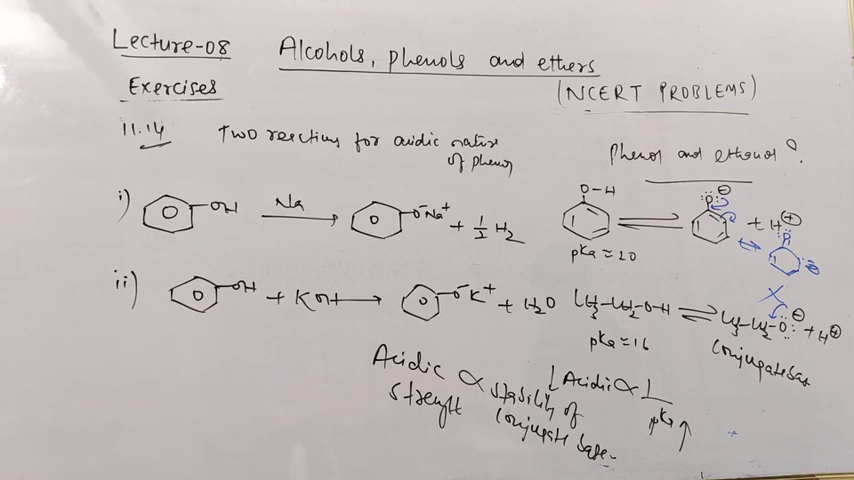 Lecture-08 Alcohols, phenols and ethers
Exercises (NCERT PROBLEMS)
11.14 Two reactions for acidic nature of phenol
Phenol and ethanol
i) OH Na O⁻Na⁺ + 1/2 H₂
O-H ⇌ O ⊖ + H⊕
pKa ≈ 10
ii) OH + KOH → O⁻K⁺ + H₂O
CH₃-CH₂-O-H ⇌ CH₃-CH₂-O ⊖ + H⊕
pKa ≈ 16
Conjugate base
Acidic strength ∝ stability of conjugate base.
↓ Acidic ∝ 1/pKa ↑